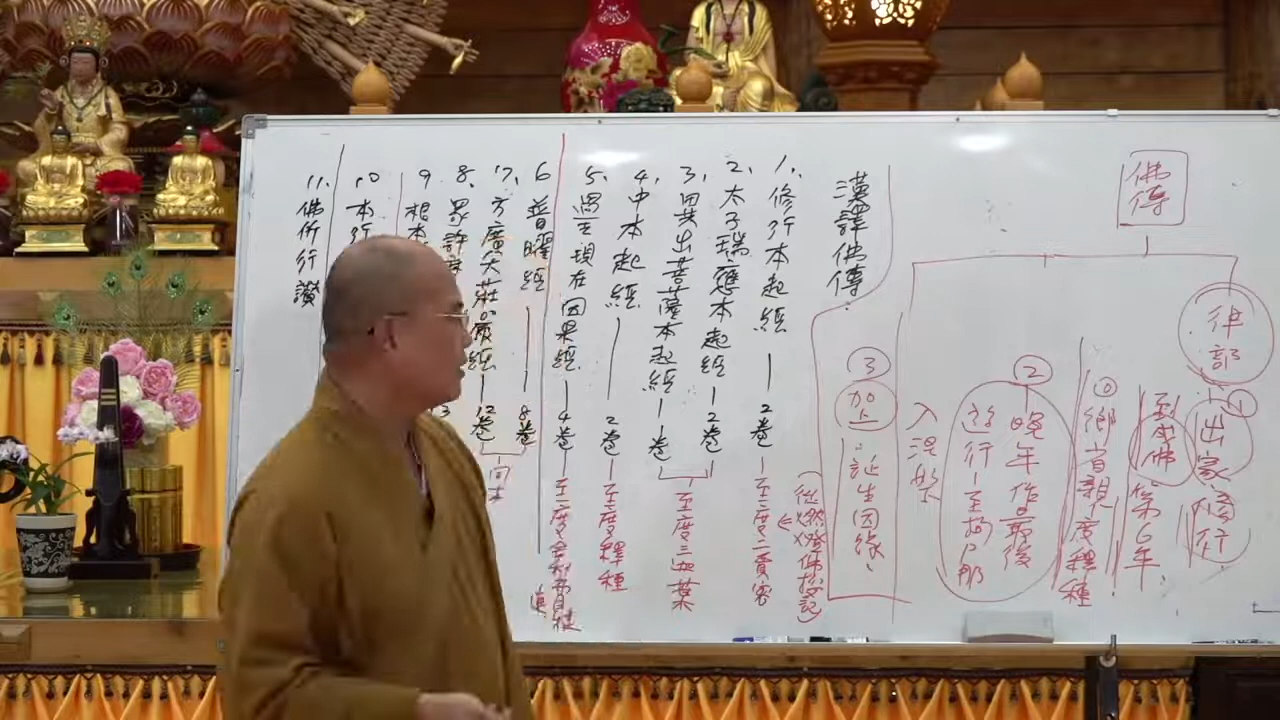 佛傳
律部
① 出家修行
到成佛 第6年
⓪ 鄉省親度釋種
② 晚年作最後
遊行—至拘尸那
入涅槃
③ 加上 誕生因緣
漢譯佛傳
1. 修行本起經—2卷—至度二賈客
從燃燈佛授記
2. 太子瑞應本起經—2卷
3. 異出菩薩本起經—1卷
至度三迦葉
4. 中本起經—2卷—至度釋種
5. 過去現在因果經—4卷—至度舍利弗目犍連
6. 普曜經—8卷
7. 方廣大莊嚴經—12卷
同本
8. 眾許摩
9 根本
10 本行
11. 佛所行讚